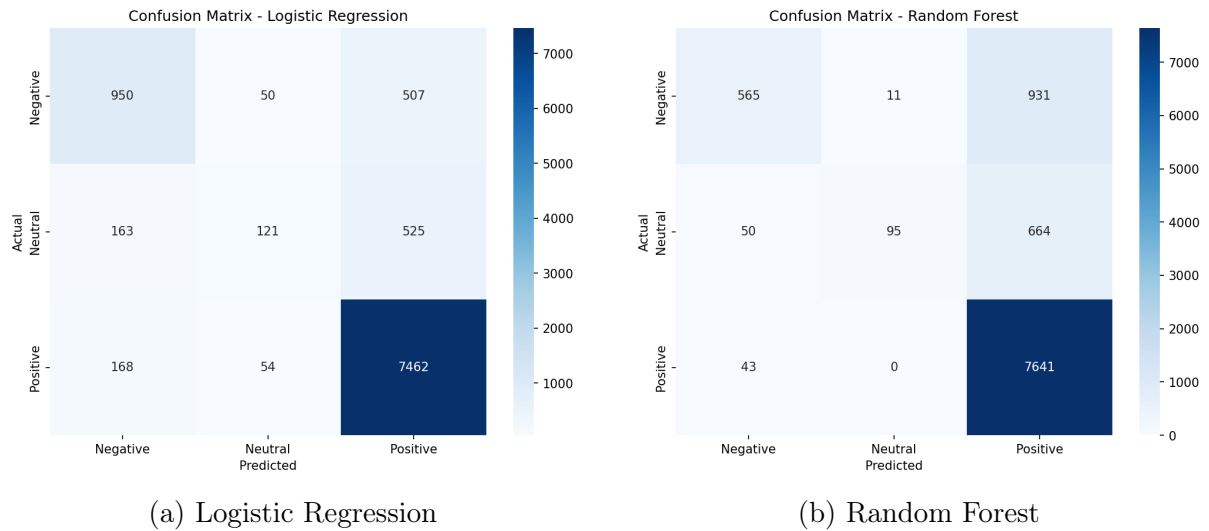 Confusion Matrix - Logistic Regression
Negative
950
50
507
Actual
Neutral
163
121
525
Positive
168
54
7462
Negative
Neutral
Positive
Predicted
7000
6000
5000
4000
3000
2000
1000
(a) Logistic Regression
Confusion Matrix - Random Forest
Negative
565
11
931
Actual
Neutral
50
95
664
Positive
43
0
7641
Negative
Neutral
Positive
Predicted
7000
6000
5000
4000
3000
2000
1000
0
(b) Random Forest